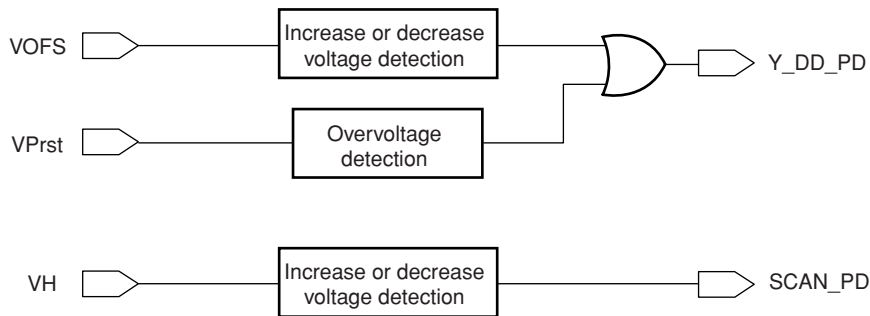 VOFS
Increase or decrease
voltage detection
Y_DD_PD
VPrst
Overvoltage
detection
VH
Increase or decrease
voltage detection
SCAN_PD